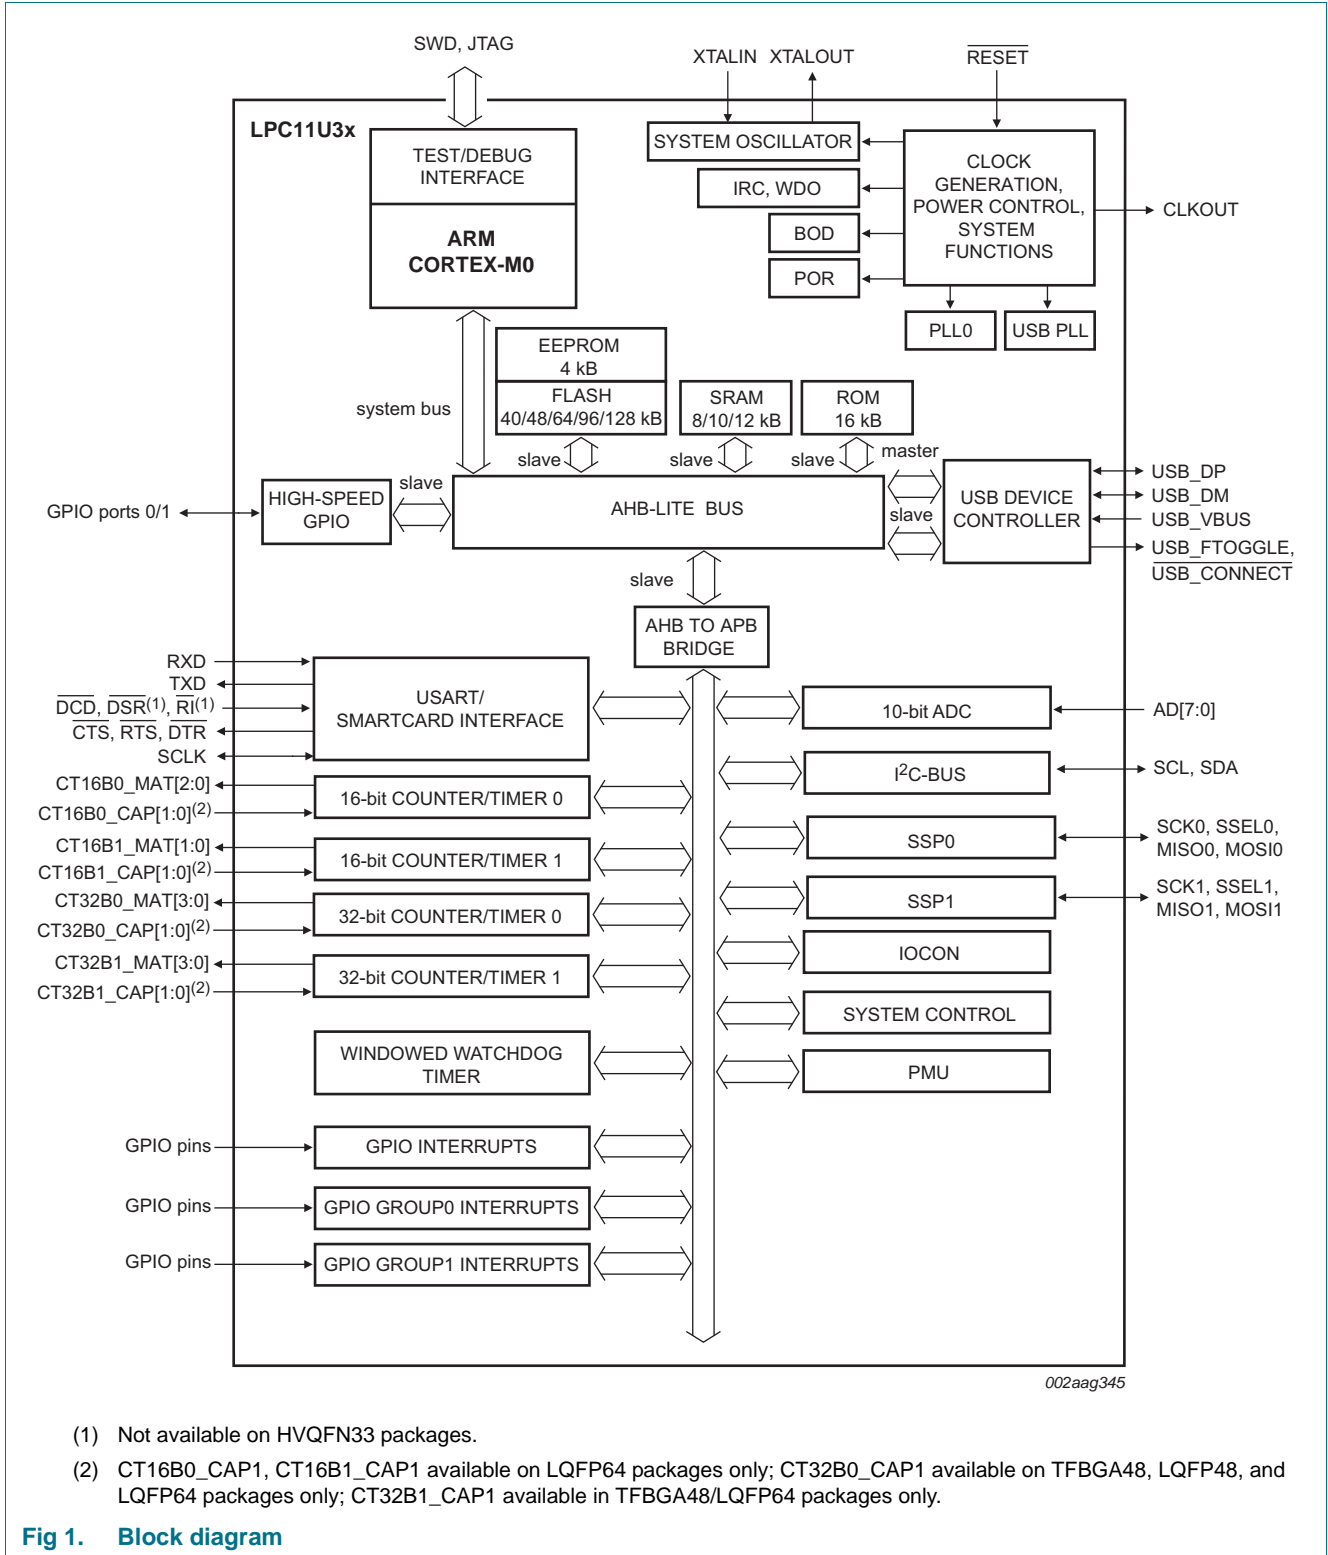 SWD, JTAG
XTALIN XTALOUT
RESET
LPC11U3x
TEST/DEBUG
INTERFACE
ARM
CORTEX-M0
SYSTEM OSCILLATOR
IRC, WDO
BOD
POR
CLOCK
GENERATION,
POWER CONTROL,
SYSTEM
FUNCTIONS
CLKOUT
PLL0
USB PLL
system bus
EEPROM
4 kB
FLASH
40/48/64/96/128 kB
SRAM
8/10/12 kB
ROM
16 kB
slave
slave
slave
master
slave
slave
GPIO ports 0/1
HIGH-SPEED
GPIO
AHB-LITE BUS
USB DEVICE
CONTROLLER
USB_DP
USB_DM
USB_VBUS
USB_FTOGGLE,
USB_CONNECT
slave
AHB TO APB
BRIDGE
RXD
TXD
DCD, DSR(1), RI(1)
CTS, RTS, DTR
SCLK
USART/
SMARTCARD INTERFACE
CT16B0_MAT[2:0]
CT16B0_CAP[1:0](2)
16-bit COUNTER/TIMER 0
CT16B1_MAT[1:0]
CT16B1_CAP[1:0](2)
16-bit COUNTER/TIMER 1
CT32B0_MAT[3:0]
CT32B0_CAP[1:0](2)
32-bit COUNTER/TIMER 0
CT32B1_MAT[3:0]
CT32B1_CAP[1:0](2)
32-bit COUNTER/TIMER 1
WINDOWED WATCHDOG
TIMER
GPIO pins
GPIO INTERRUPTS
GPIO pins
GPIO GROUP0 INTERRUPTS
GPIO pins
GPIO GROUP1 INTERRUPTS
10-bit ADC
AD[7:0]
I2C-BUS
SCL, SDA
SSP0
SCK0, SSEL0,
MISO0, MOSI0
SSP1
SCK1, SSEL1,
MISO1, MOSI1
IOCON
SYSTEM CONTROL
PMU
002aag345
(1) Not available on HVQFN33 packages.
(2) CT16B0_CAP1, CT16B1_CAP1 available on LQFP64 packages only; CT32B0_CAP1 available on TFBGA48, LQFP48, and
LQFP64 packages only; CT32B1_CAP1 available in TFBGA48/LQFP64 packages only.
Fig 1. Block diagram